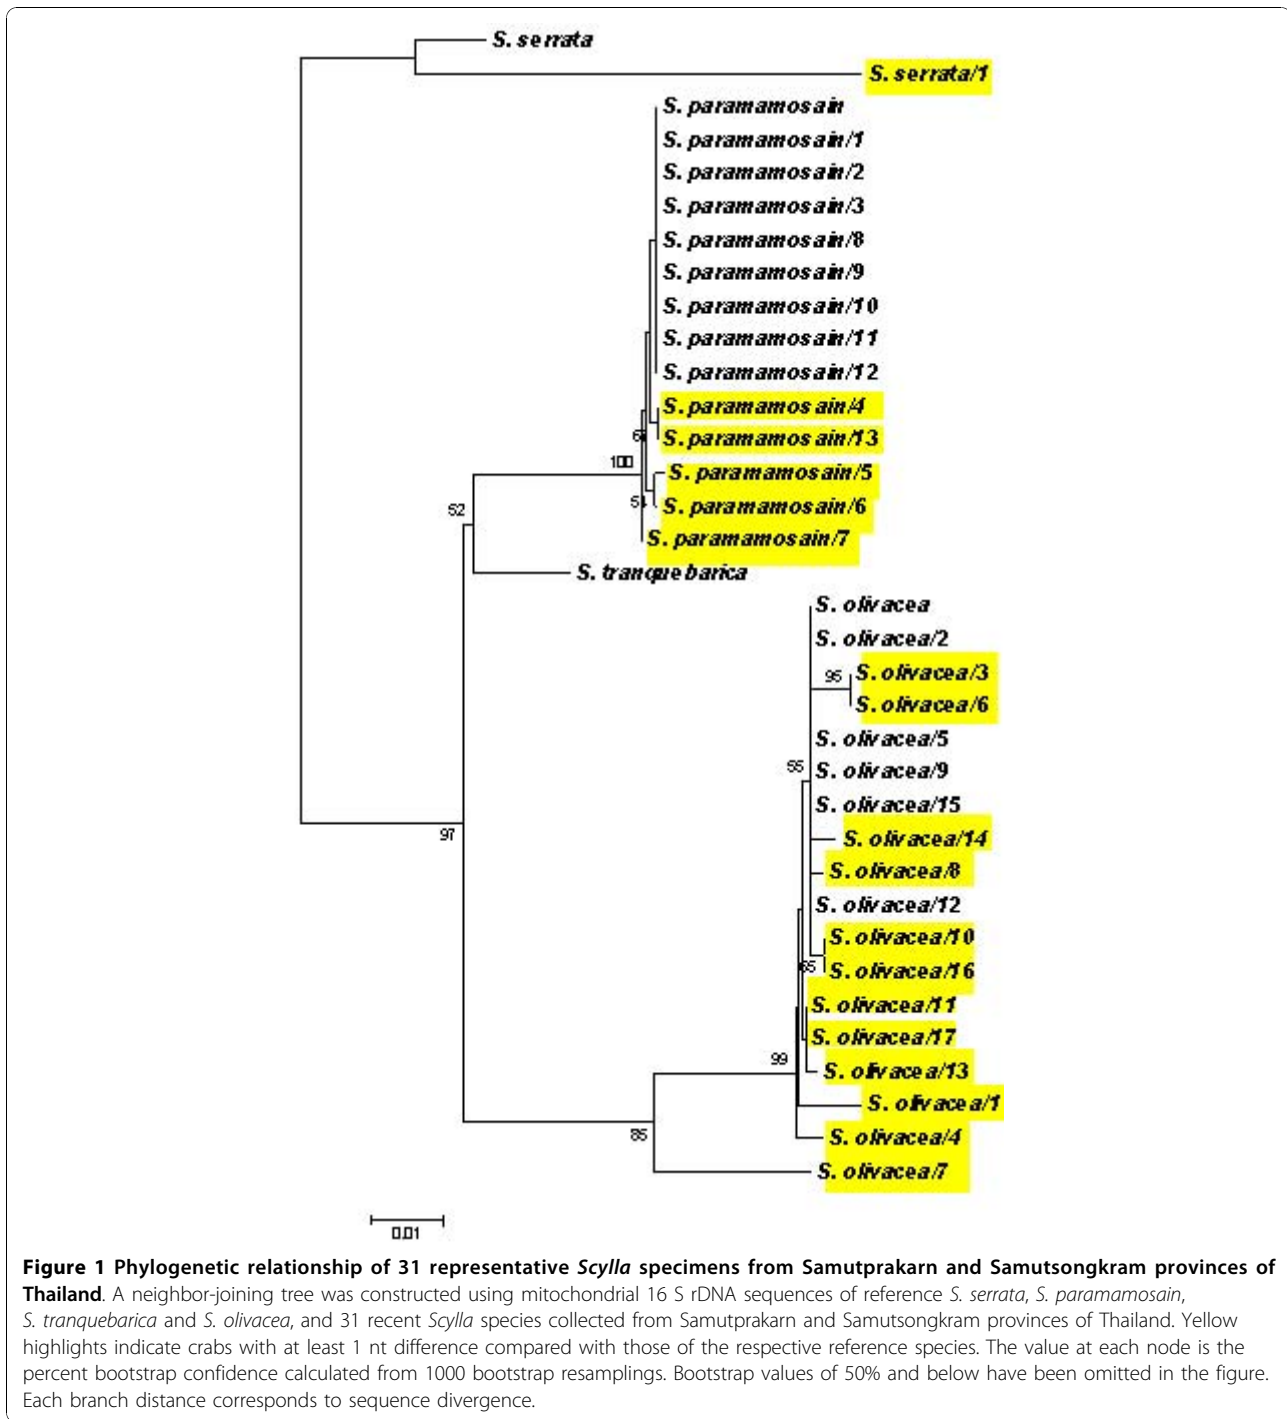 S. serrata
S. serrata/1
S. paramamosain
S. paramamosain/1
S. paramamosain/2
S. paramamosain/3
S. paramamosain/8
S. paramamosain/9
S. paramamosain/10
S. paramamosain/11
S. paramamosain/12
S. paramamosain/4
S. paramamosain/13
100
S. paramamosain/5
52
S. paramamosain/6
S. paramamosain/7
S. tranquebarica
S. olivacea
S. olivacea/2
95 S. olivacea/3
S. olivacea/6
S. olivacea/5
55 S. olivacea/9
S. olivacea/15
S. olivacea/14
97
S. olivacea/8
S. olivacea/12
S. olivacea/10
65 S. olivacea/16
S. olivacea/11
S. olivacea/17
99 S. olivacea/13
S. olivacea/1
85 S. olivacea/4
S. olivacea/7
0.01
Figure 1 Phylogenetic relationship of 31 representative Scylla specimens from Samutprakarn and Samutsongkram provinces of
Thailand. A neighbor-joining tree was constructed using mitochondrial 16 S rDNA sequences of reference S. serrata, S. paramamosain,
S. tranquebarica and S. olivacea, and 31 recent Scylla species collected from Samutprakarn and Samutsongkram provinces of Thailand. Yellow
highlights indicate crabs with at least 1 nt difference compared with those of the respective reference species. The value at each node is the
percent bootstrap confidence calculated from 1000 bootstrap resamplings. Bootstrap values of 50% and below have been omitted in the figure.
Each branch distance corresponds to sequence divergence.